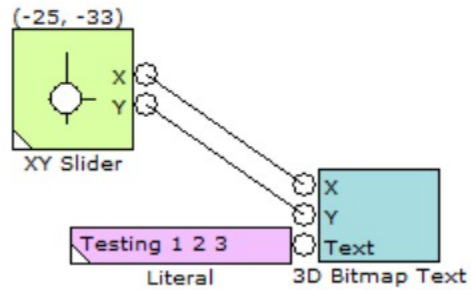 (-25, -33)
X
Y
XY Slider
X
Y
Testing 1 2 3
Text
Literal
3D Bitmap Text